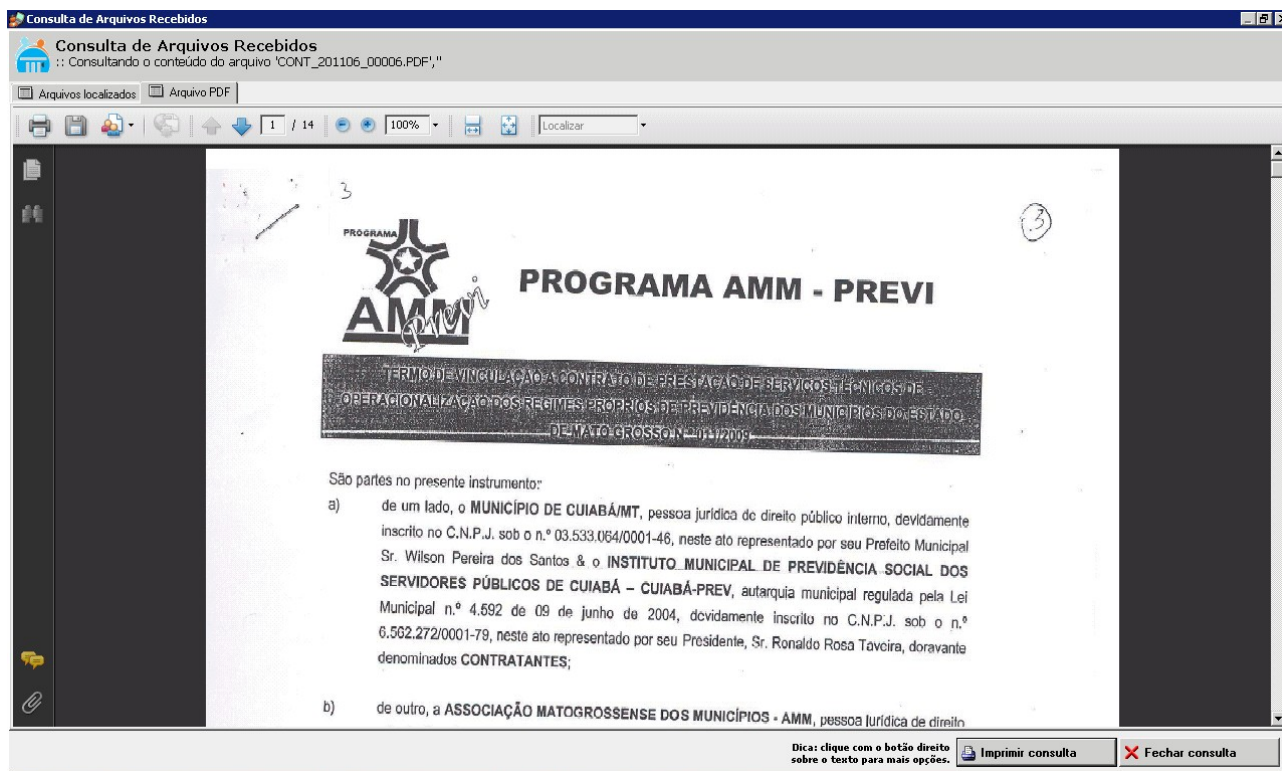 Consulta de Arquivos Recebidos
Consulta de Arquivos Recebidos
:: Consultando o conteúdo do arquivo 'CONT_201106_00006.PDF',"
Arquivos localizados Arquivo PDF
1 / 14 100% Localizar
3
3
PROGRAMA
AMM
Previ
PROGRAMA AMM - PREVI
TERMO DE VINCULAÇÃO A CONTRATO DE PRESTAÇÃO DE SERVIÇOS TÉCNICOS DE
OPERACIONALIZAÇÃO DOS REGIMES PRÓPRIOS DE PREVIDÊNCIA DOS MUNICÍPIOS DO ESTADO
DE MATO GROSSO N.º 011/2009
São partes no presente instrumento:
a) de um lado, o MUNICÍPIO DE CUIABÁ/MT, pessoa jurídica de direito público interno, devidamente
inscrito no C.N.P.J. sob o n.º 03.533.064/0001-46, neste ato representado por seu Prefeito Municipal
Sr. Wilson Pereira dos Santos & o INSTITUTO MUNICIPAL DE PREVIDÊNCIA SOCIAL DOS
SERVIDORES PÚBLICOS DE CUIABÁ – CUIABÁ-PREV, autarquia municipal regulada pela Lei
Municipal n.º 4.592 de 09 de junho de 2004, devidamente inscrito no C.N.P.J. sob o n.º
6.562.272/0001-79, neste ato representado por seu Presidente, Sr. Ronaldo Rosa Taveira, doravante
denominados CONTRATANTES;
b) de outro, a ASSOCIAÇÃO MATOGROSSENSE DOS MUNICÍPIOS - AMM, pessoa jurídica de direito
Dica: clique com o botão direito
sobre o texto para mais opções.
Imprimir consulta
Fechar consulta